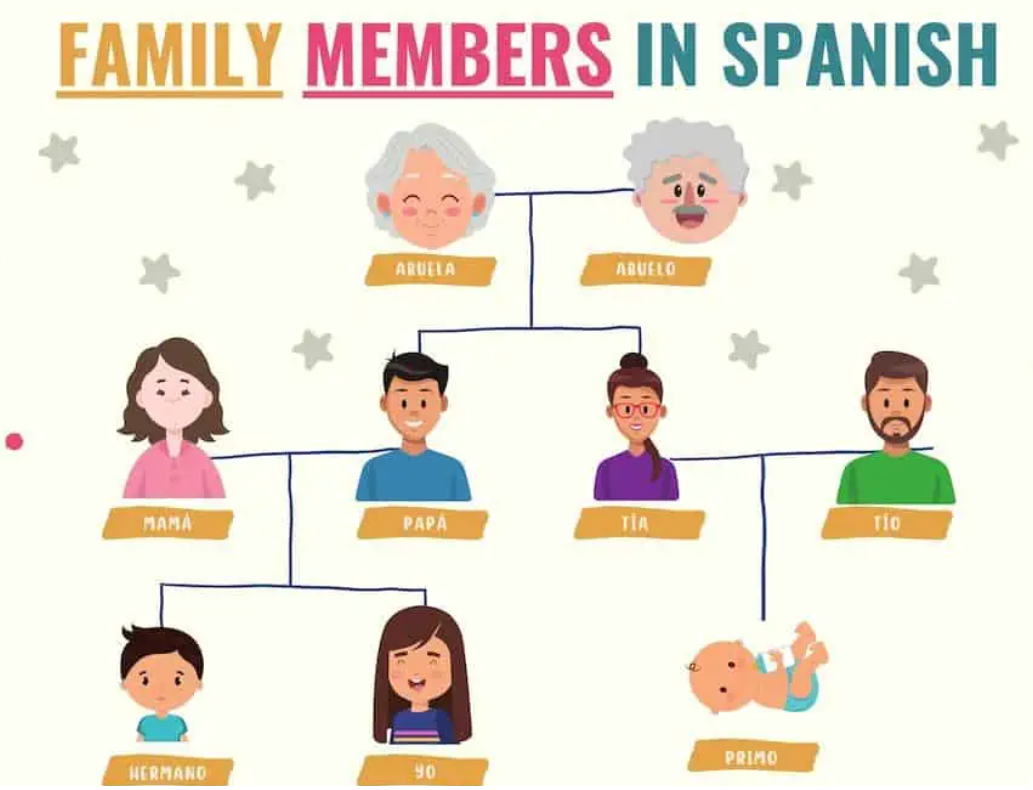 FAMILY MEMBERS IN SPANISH
ABUELA
ABUELO
MAMÁ
PAPÁ
TÍA
TÍO
HERMANO
YO
PRIMO